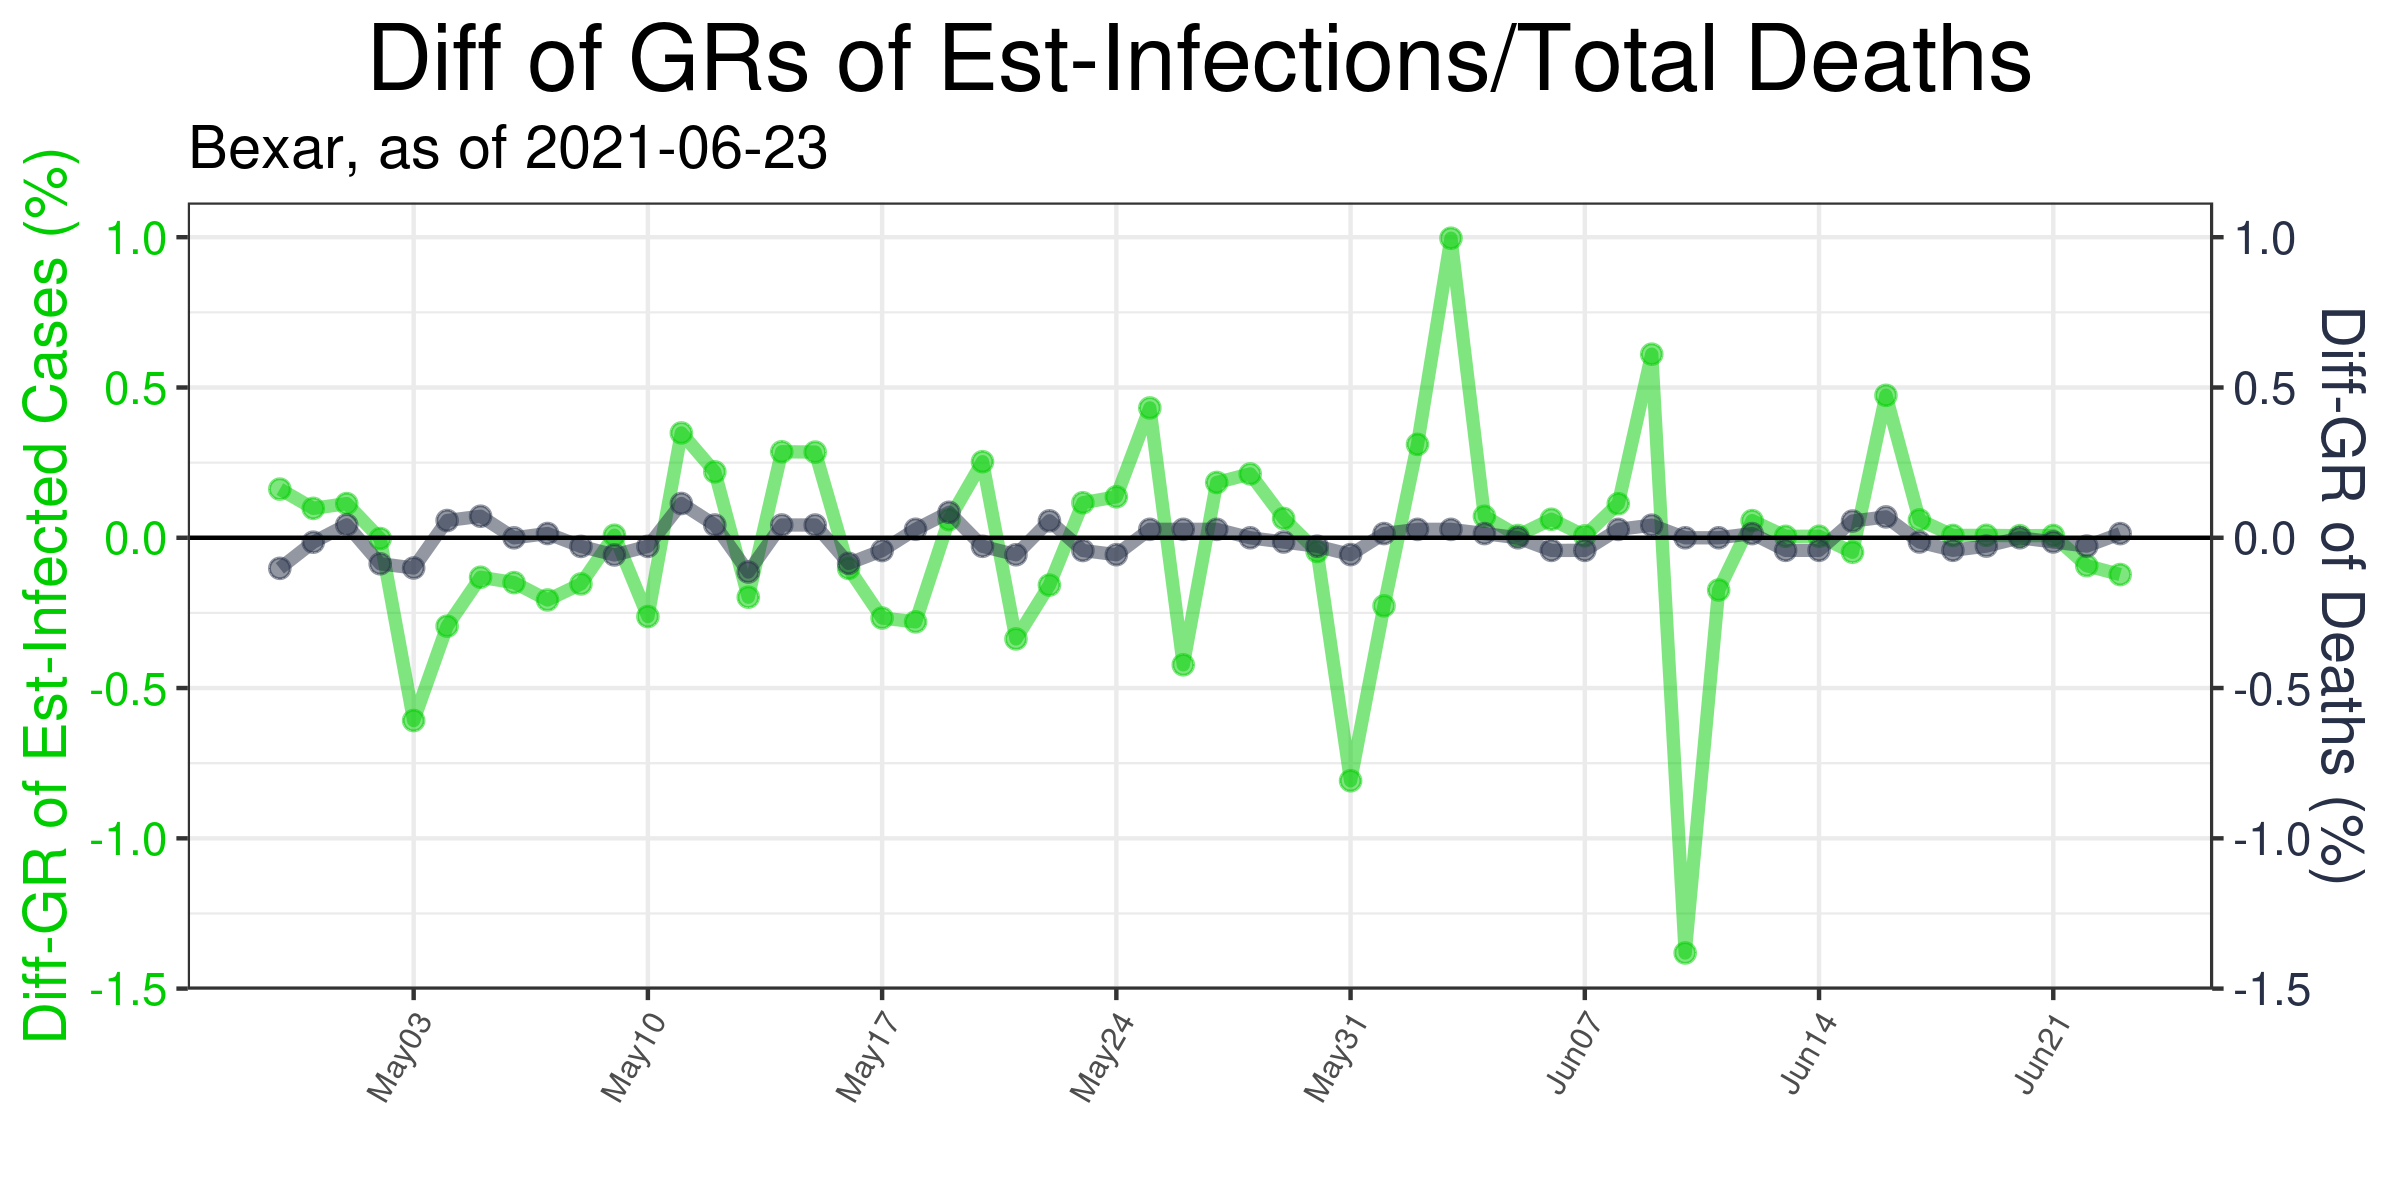 Diff of GRs of Est-Infections/Total Deaths
Bexar, as of 2021-06-23
Diff-GR of Est-Infected Cases (%)
1.0
0.5
0.0
-0.5
-1.0
-1.5
1.0
0.5
0.0
-0.5
-1.0
-1.5
Diff-GR of Deaths (%)
May03
May10
May17
May24
May31
Jun07
Jun14
Jun21